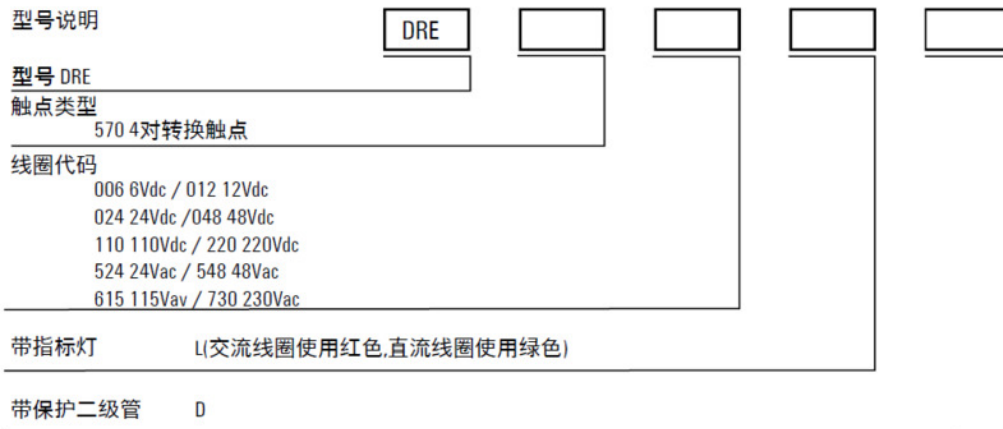 型号说明
DRE
型号 DRE
触点类型
570 4对转换触点
线圈代码
006 6Vdc / 012 12Vdc
024 24Vdc /048 48Vdc
110 110Vdc / 220 220Vdc
524 24Vac / 548 48Vac
615 115Vav / 730 230Vac
带指标灯 L(交流线圈使用红色,直流线圈使用绿色)
带保护二级管 D